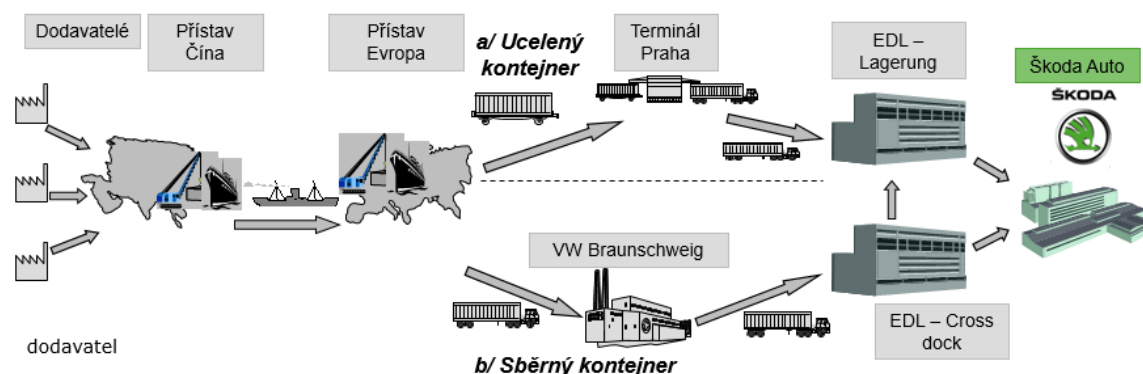 Dodavatelé
Přístav
Čína
Přístav
Evropa
a/ Ucelený
kontejner
Terminál
Praha
EDL –
Lagerung
Škoda Auto
ŠKODA
VW Braunschweig
EDL – Cross
dock
dodavatel
b/ Sběrný kontejner